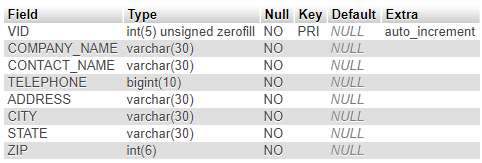 Field Type Null Key Default Extra
VID int(5) unsigned zerofill NO PRI NULL auto_increment
COMPANY_NAME varchar(30) NO NULL
CONTACT_NAME varchar(30) NO NULL
TELEPHONE bigint(10) NO NULL
ADDRESS varchar(30) NO NULL
CITY varchar(30) NO NULL
STATE varchar(30) NO NULL
ZIP int(6) NO NULL